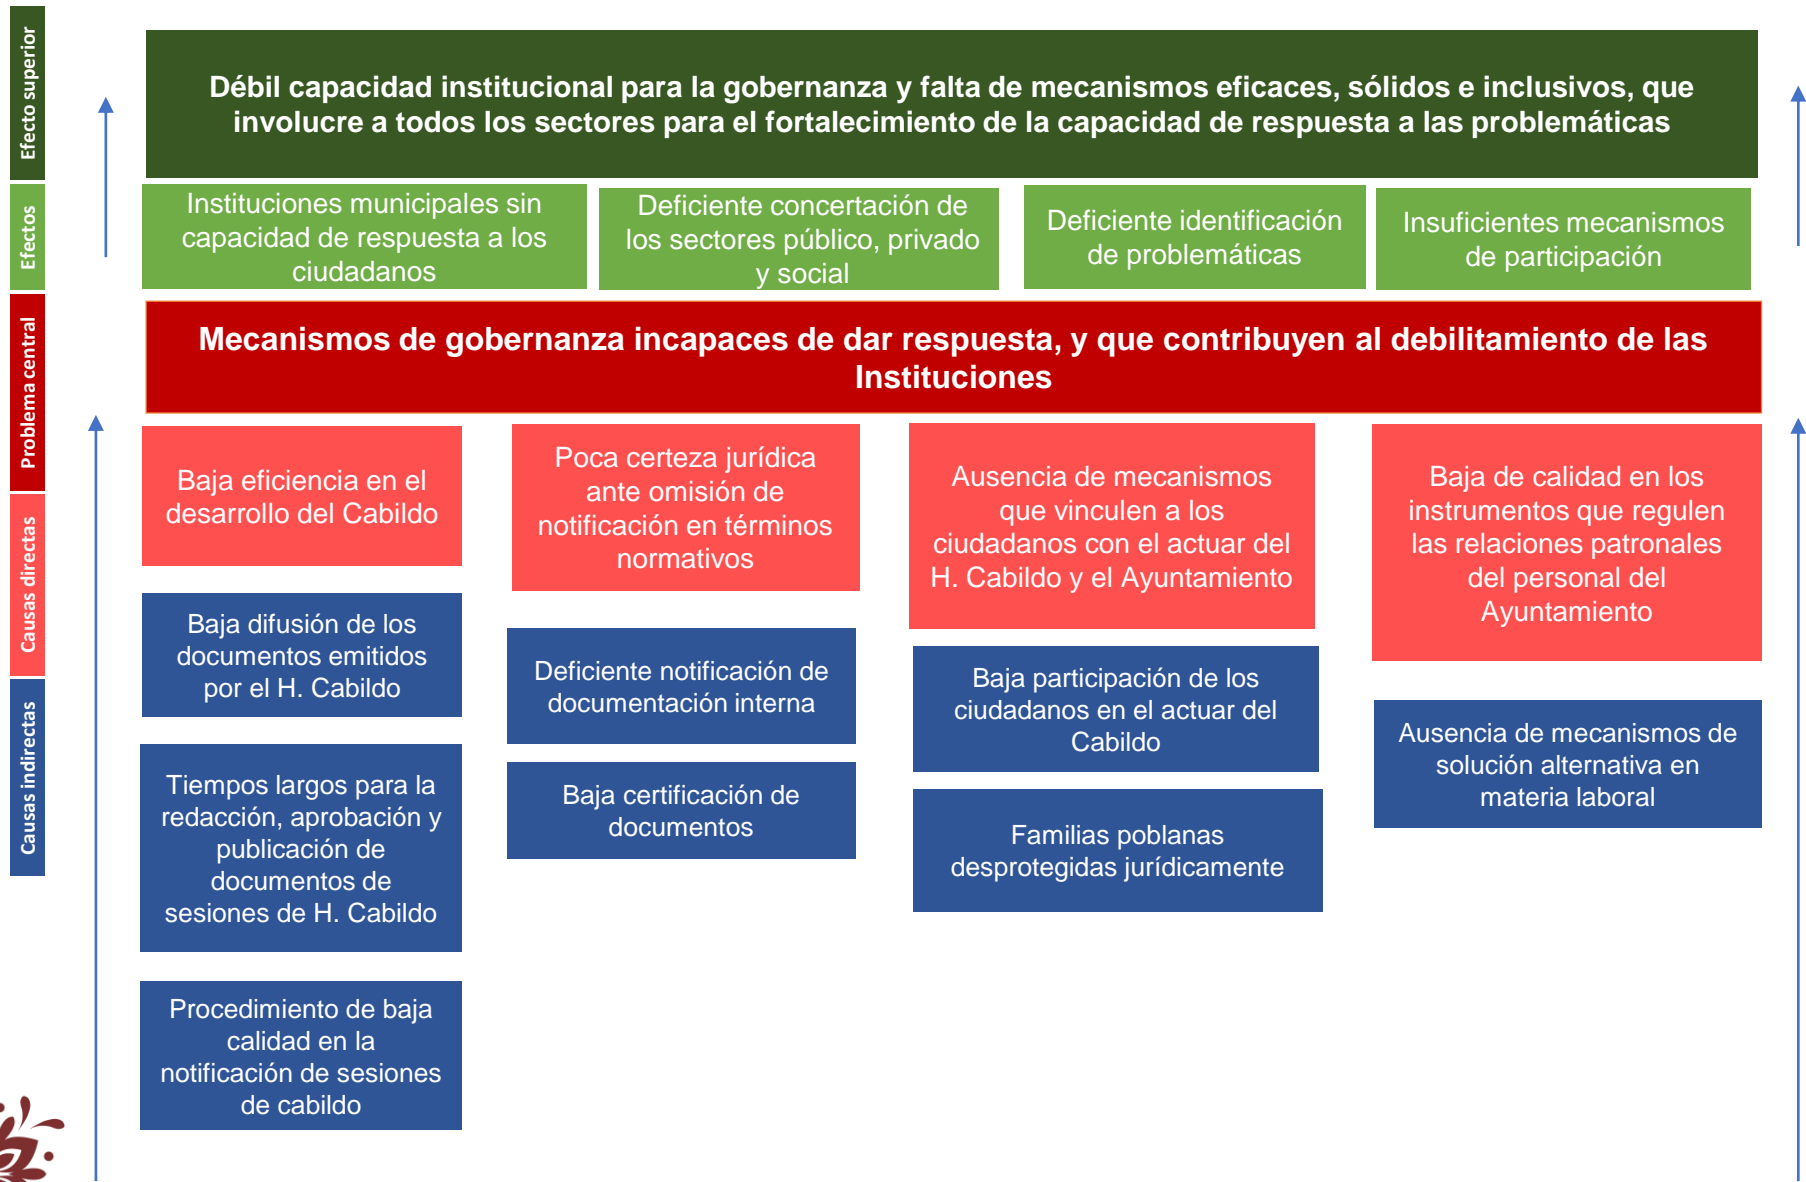 Efecto superior
Débil capacidad institucional para la gobernanza y falta de mecanismos eficaces, sólidos e inclusivos, que
involucre a todos los sectores para el fortalecimiento de la capacidad de respuesta a las problemáticas
Efectos
Instituciones municipales sin
capacidad de respuesta a los
ciudadanos
Deficiente concertación de
los sectores público, privado
y social
Deficiente identificación
de problemáticas
Insuficientes mecanismos
de participación
Problema central
Mecanismos de gobernanza incapaces de dar respuesta, y que contribuyen al debilitamiento de las
Instituciones
Causas directas
Baja eficiencia en el
desarrollo del Cabildo
Poca certeza jurídica
ante omisión de
notificación en términos
normativos
Ausencia de mecanismos
que vinculen a los
ciudadanos con el actuar del
H. Cabildo y el Ayuntamiento
Baja de calidad en los
instrumentos que regulen
las relaciones patronales
del personal del
Ayuntamiento
Causas indirectas
Baja difusión de los
documentos emitidos
por el H. Cabildo
Tiempos largos para la
redacción, aprobación y
publicación de
documentos de
sesiones de H. Cabildo
Procedimiento de baja
calidad en la
notificación de sesiones
de cabildo
Deficiente notificación de
documentación interna
Baja certificación de
documentos
Baja participación de los
ciudadanos en el actuar del
Cabildo
Familias poblanas
desprotegidas jurídicamente
Ausencia de mecanismos de
solución alternativa en
materia laboral